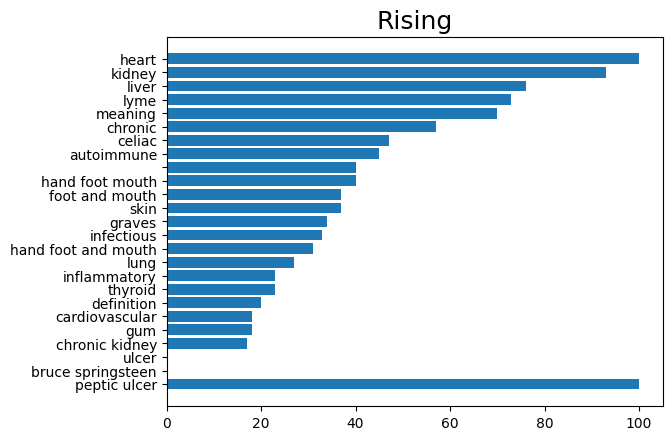 Rising
heart
kidney
liver
lyme
meaning
chronic
celiac
autoimmune
hand foot mouth
foot and mouth
skin
graves
infectious
hand foot and mouth
lung
inflammatory
thyroid
definition
cardiovascular
gum
chronic kidney
ulcer
bruce springsteen
peptic ulcer
0 20 40 60 80 100